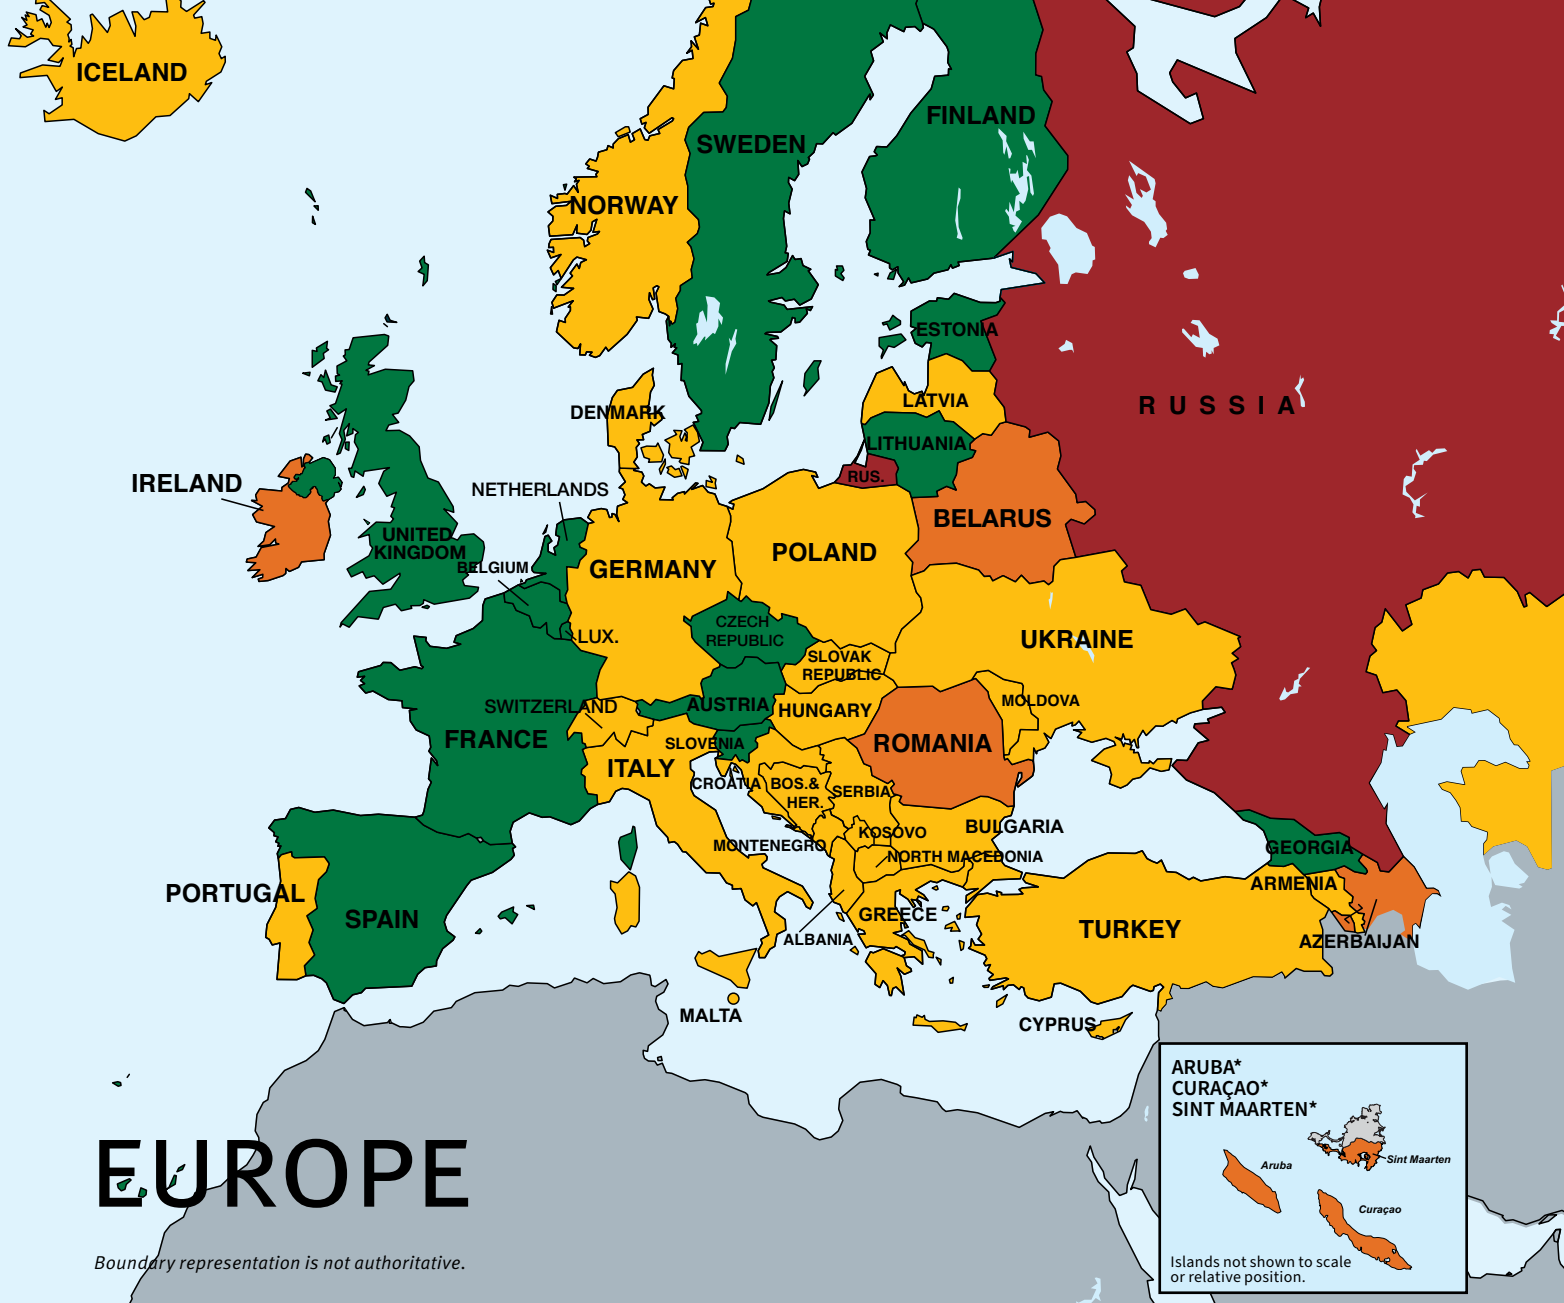 ICELAND
FINLAND
SWEDEN
NORWAY
ESTONIA
RUSSIA
LATVIA
DENMARK
LITHUANIA
RUS.
IRELAND
NETHERLANDS
BELARUS
UNITED
KINGDOM
POLAND
BELGIUM
GERMANY
CZECH
REPUBLIC
LUX.
UKRAINE
SLOVAK
REPUBLIC
SWITZERLAND
AUSTRIA
HUNGARY
MOLDOVA
FRANCE
SLOVENIA
ROMANIA
ITALY
CROATIA
BOS.&
HER.
SERBIA
MONTENEGRO
KOSOVO
BULGARIA
GEORGIA
NORTH MACEDONIA
ARMENIA
PORTUGAL
SPAIN
GREECE
TURKEY
ALBANIA
AZERBAIJAN
MALTA
CYPRUS
ARUBA*
CURAÇAO*
SINT MAARTEN*
Aruba
Sint Maarten
Curaçao
Islands not shown to scale
or relative position.
EUROPE
Boundary representation is not authoritative.